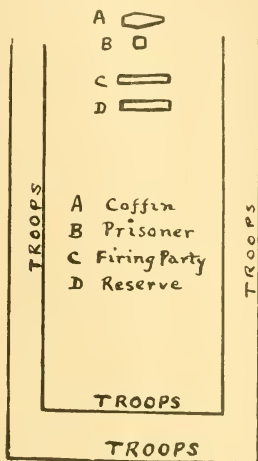 A
B
C
D
TROOPS
TROOPS
A Coffin
B Prisoner
C Firing Party
D Reserve
TROOPS
TROOPS